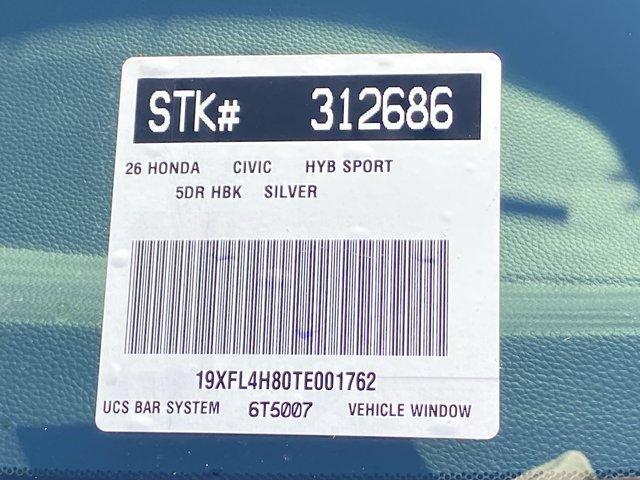 STK# 312686
26 HONDA CIVIC HYB SPORT
5DR HBK SILVER
19XFL4H80TE001762
UCS BAR SYSTEM 6T5007 VEHICLE WINDOW